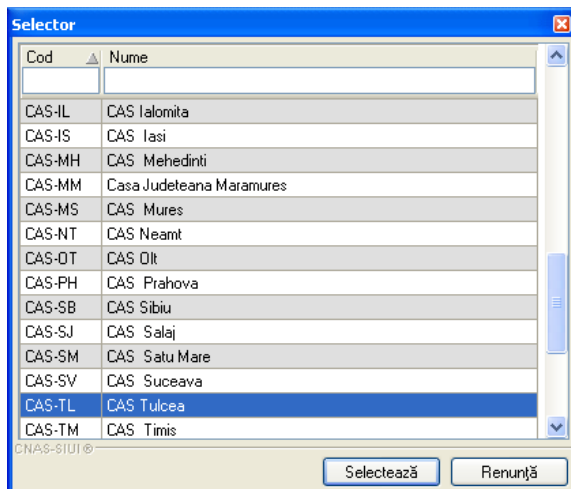 Selector
Cod Nume
CAS-IL CAS Ialomita
CAS-IS CAS Iasi
CAS-MH CAS Mehedinti
CAS-MM Casa Judeteana Maramures
CAS-MS CAS Mures
CAS-NT CAS Neamt
CAS-OT CAS Olt
CAS-PH CAS Prahova
CAS-SB CAS Sibiu
CAS-SJ CAS Salaj
CAS-SM CAS Satu Mare
CAS-SV CAS Suceava
CAS-TL CAS Tulcea
CAS-TM CAS Timis
CNAS-SIUI ®
Selectează Renunţă